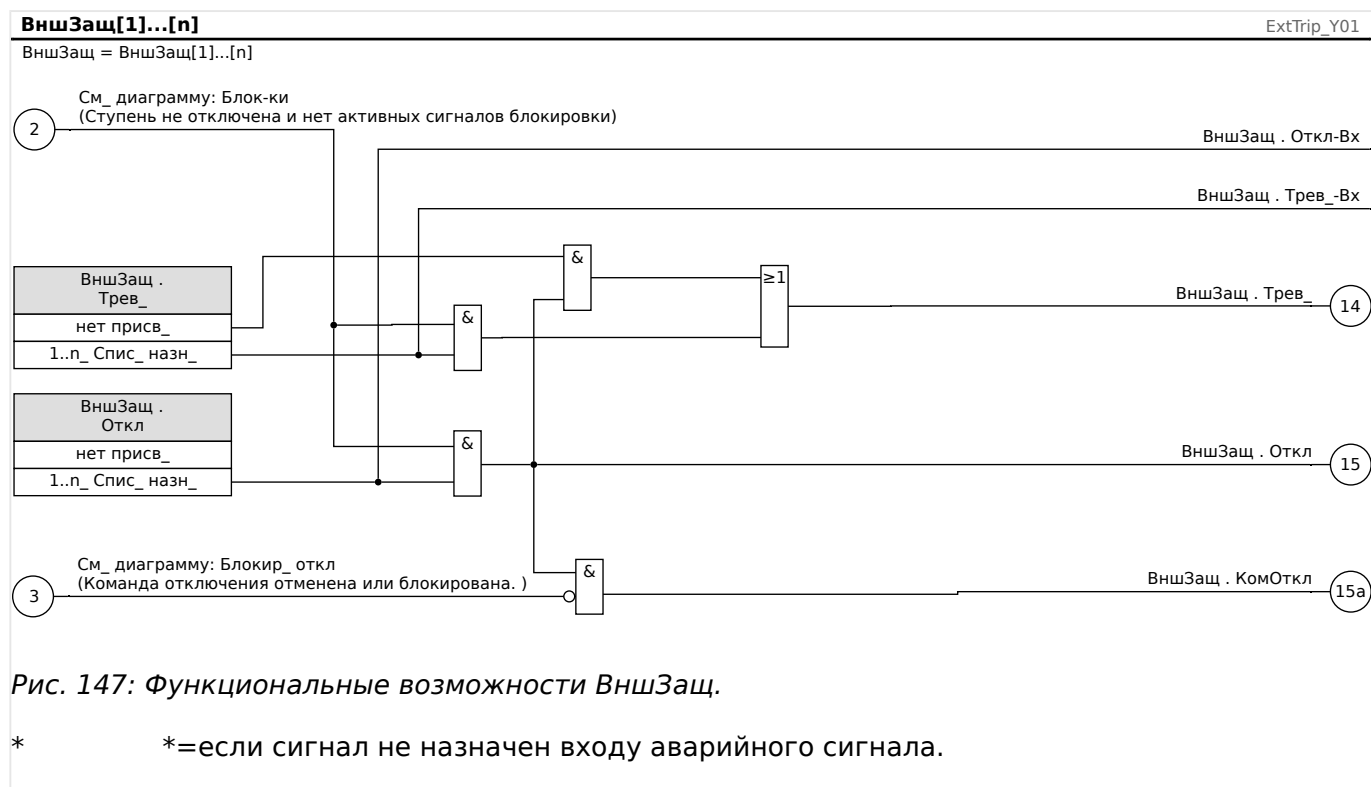 ВншЗащ[1]...[n]
ExtTrip_Y01
ВншЗащ = ВншЗащ[1]...[n]
См_ диаграмму: Блок-ки
(Ступень не отключена и нет активных сигналов блокировки)
2
ВншЗащ . Откл-Вх
ВншЗащ . Трев_-Вх
&
ВншЗащ .
Трев_
≥1
ВншЗащ . Трев_
14
нет присв_
&
1..n_ Спис_ назн_
ВншЗащ .
Откл
&
нет присв_
ВншЗащ . Откл
15
1..n_ Спис_ назн_
См_ диаграмму: Блокир_ откл
(Команда отключения отменена или блокирована. )
3
&
ВншЗащ . КомОткл
15a
Рис. 147: Функциональные возможности ВншЗащ.
* *=если сигнал не назначен входу аварийного сигнала.